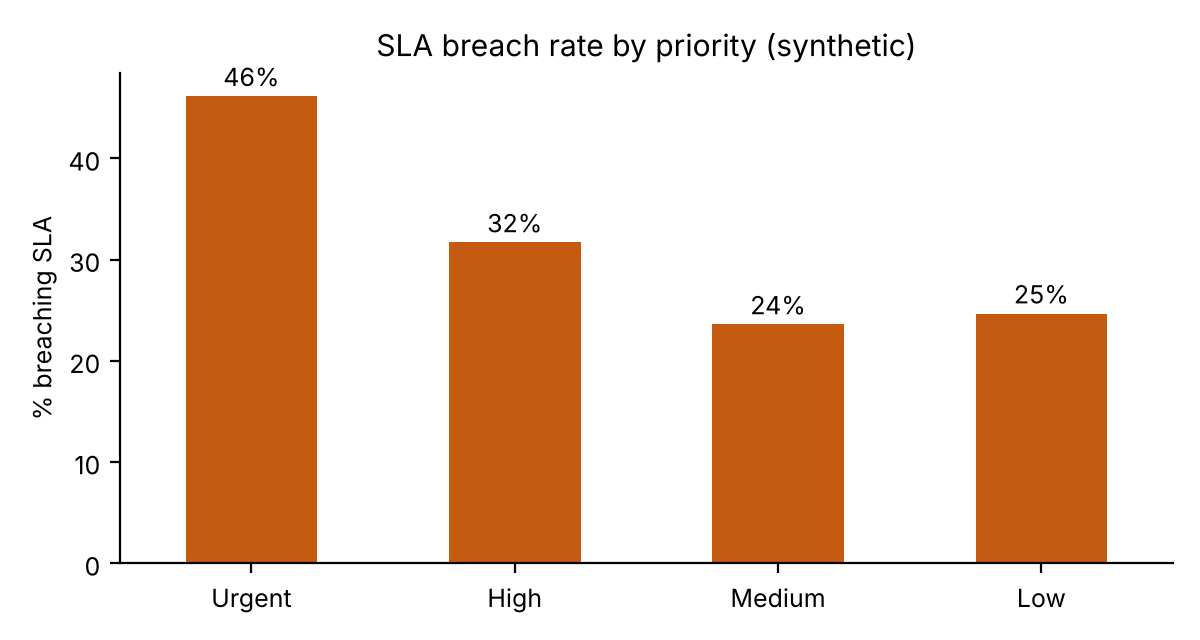 SLA breach rate by priority (synthetic)
46%
32%
24%
25%
% breaching SLA
40
30
20
10
0
Urgent
High
Medium
Low